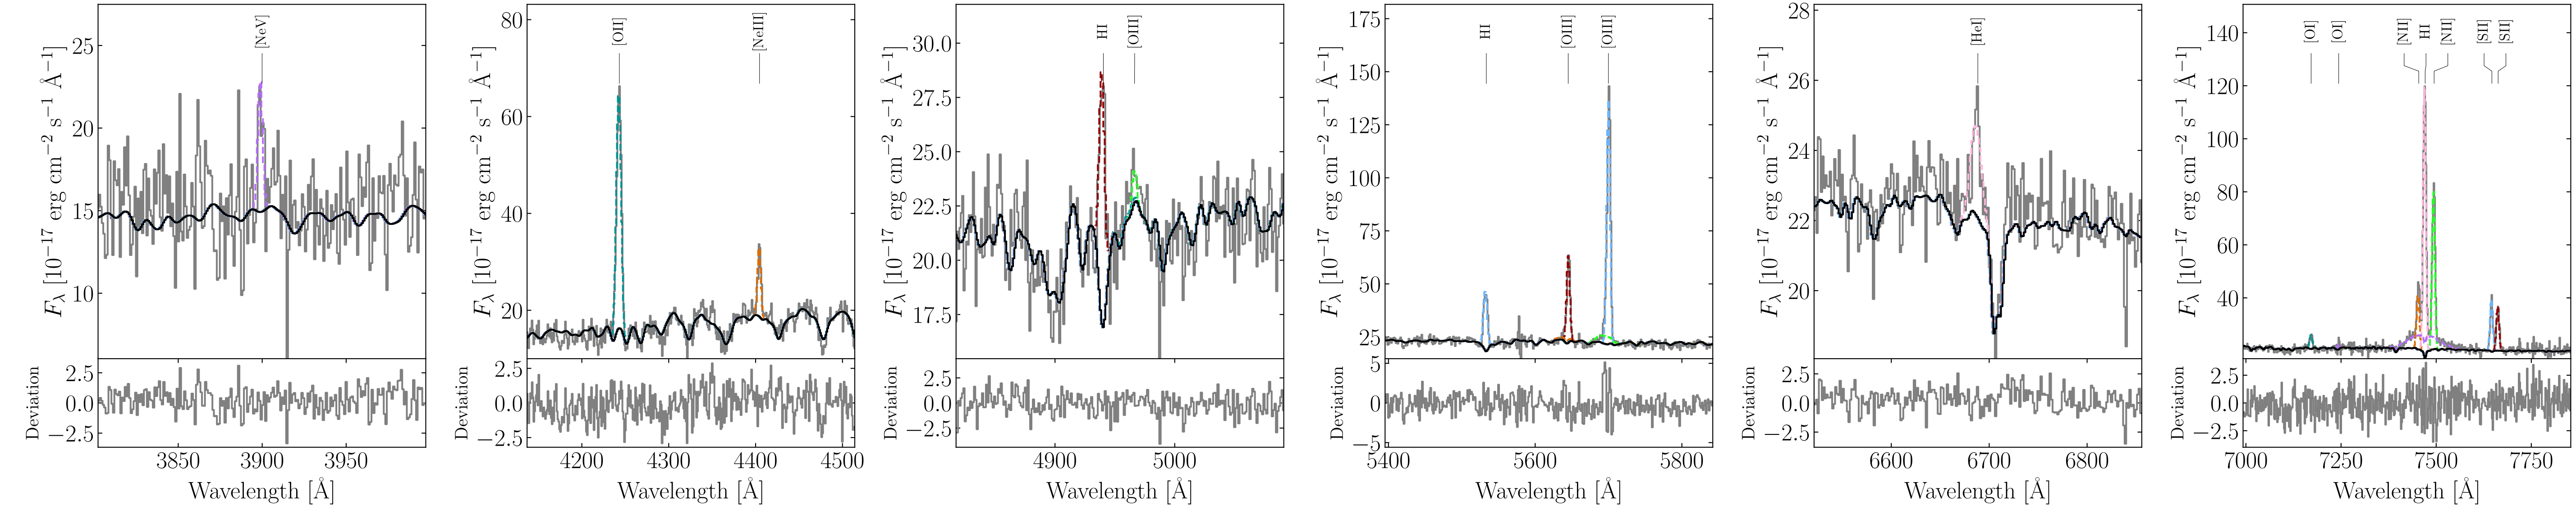 [NeV]
25
20
15
10
F_λ [10⁻¹⁷ erg cm⁻² s⁻¹ Å⁻¹]
2.5
0.0
−2.5
Deviation
3850 3900 3950
Wavelength [Å]
[OII] [NeIII]
80
60
40
20
F_λ [10⁻¹⁷ erg cm⁻² s⁻¹ Å⁻¹]
2.5
0.0
−2.5
Deviation
4200 4300 4400 4500
Wavelength [Å]
HI [OIII]
30.0
27.5
25.0
22.5
20.0
17.5
F_λ [10⁻¹⁷ erg cm⁻² s⁻¹ Å⁻¹]
2.5
0.0
−2.5
Deviation
4900 5000
Wavelength [Å]
HI [OIII] [OIII]
175
150
125
100
75
50
25
F_λ [10⁻¹⁷ erg cm⁻² s⁻¹ Å⁻¹]
5
0
−5
Deviation
5400 5600 5800
Wavelength [Å]
[HeI]
28
26
24
22
20
F_λ [10⁻¹⁷ erg cm⁻² s⁻¹ Å⁻¹]
2.5
0.0
−2.5
Deviation
6600 6700 6800
Wavelength [Å]
[OI] [OI] [NII] HI [NII] [SII] [SII]
140
120
100
80
60
40
F_λ [10⁻¹⁷ erg cm⁻² s⁻¹ Å⁻¹]
2.5
0.0
−2.5
Deviation
7000 7250 7500 7750
Wavelength [Å]